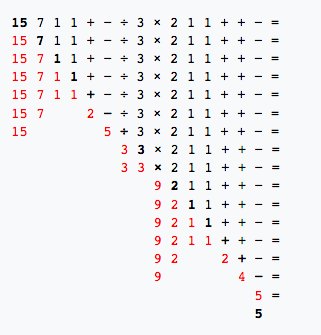 15 7 1 1 + − ÷ 3 × 2 1 1 + + − =
15 7 1 1 + − ÷ 3 × 2 1 1 + + − =
15 7 1 1 + − ÷ 3 × 2 1 1 + + − =
15 7 1 1 + − ÷ 3 × 2 1 1 + + − =
15 7 1 1 + − ÷ 3 × 2 1 1 + + − =
15 7 2 − ÷ 3 × 2 1 1 + + − =
15 5 ÷ 3 × 2 1 1 + + − =
3 3 × 2 1 1 + + − =
3 3 × 2 1 1 + + − =
9 2 1 1 + + − =
9 2 1 1 + + − =
9 2 1 1 + + − =
9 2 1 1 + + − =
9 2 2 + − =
9 4 − =
5 =
5